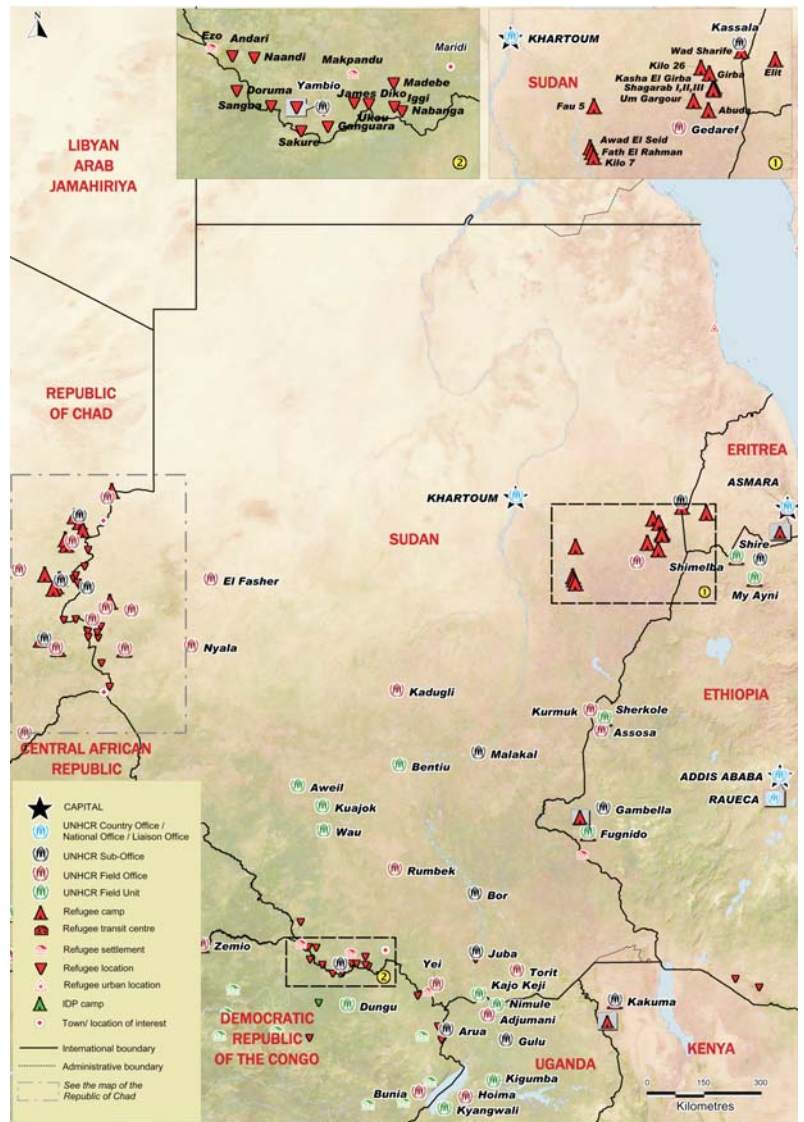 N
Ezo
Andari
Naandi
Makpandu
Maridi
Doruma
Yambio
James Diko
Madebe
Sangba
Iggi
Ukou
Nabanga
Sakure
Ganguara
2
KHARTOUM
Kassala
Wad Sharife
Kilo 26
Girba
Elit
SUDAN
Kasha El Girba
Shagarab I,II,III
Um Gargour
Fau 5
Abuda
Gedaref
Awad El Seid
Fath El Rahman
Kilo 7
1
LIBYAN
ARAB
JAMAHIRIYA
REPUBLIC
OF CHAD
ERITREA
KHARTOUM
ASMARA
SUDAN
Shire
Shimelba
My Ayni
1
El Fasher
Nyala
Kadugli
ETHIOPIA
Kurmuk
Sherkole
Assosa
CENTRAL AFRICAN
REPUBLIC
Malakal
Bentiu
ADDIS ABABA
RAUECA
Aweil
Kuajok
Gambella
Wau
Fugnido
Rumbek
Bor
Zemio
Juba
Yei
Torit
2
Kajo Keji
Dungu
Nimule
Kakuma
Adjumani
DEMOCRATIC
REPUBLIC
OF THE CONGO
Arua
Gulu
UGANDA
KENYA
Kigumba
Bunia
Hoima
Kyangwali
CAPITAL
UNHCR Country Office /
National Office / Liaison Office
UNHCR Sub-Office
UNHCR Field Office
UNHCR Field Unit
Refugee camp
Refugee transit centre
Refugee settlement
Refugee location
Refugee urban location
IDP camp
Town/ location of interest
International boundary
Administrative boundary
See the map of the
Republic of Chad
0 150 300
Kilometres